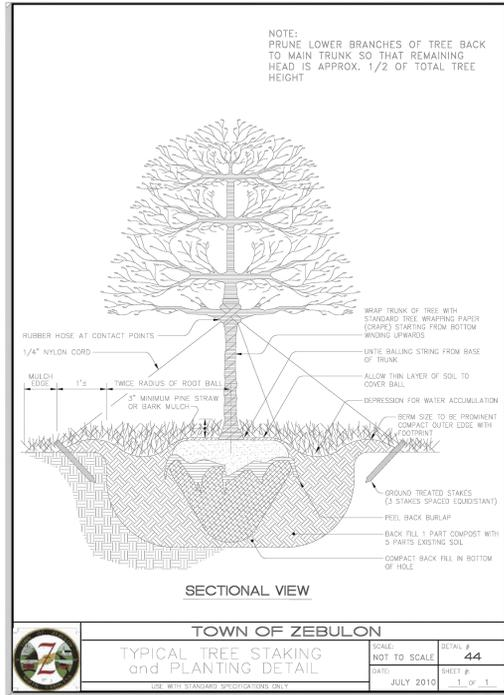 NOTE:
PRUNE LOWER BRANCHES OF TREE BACK
TO MAIN TRUNK SO THAT REMAINING
HEAD IS APPROX. 1/2 OF TOTAL TREE
HEIGHT
WRAP TRUNK OF TREE WITH
STANDARD TREE WRAPPING PAPER
(CRAPE) STARTING FROM BOTTOM
WINDING UPWARDS
RUBBER HOSE AT CONTACT POINTS
1/4" NYLON CORD
UNTIE BALLING STRING FROM BASE
OF TRUNK
MULCH
EDGE
1'±
TWICE RADIUS OF ROOT BALL
ALLOW THIN LAYER OF SOIL TO
COVER BALL
3" MINIMUM PINE STRAW
OR BARK MULCH
DEPRESSION FOR WATER ACCUMULATION
BERM SIZE TO BE PROMINENT
COMPACT OUTER EDGE WITH
FOOTPRINT
GROUND TREATED STAKES
(3 STAKES SPACED EQUIDISTANT)
PEEL BACK BURLAP
BACK FILL 1 PART COMPOST WITH
5 PARTS EXISTING SOIL
COMPACT BACK FILL IN BOTTOM
OF HOLE
SECTIONAL VIEW
TOWN OF ZEBULON
Z
TYPICAL TREE STAKING
and PLANTING DETAIL
USE WITH STANDARD SPECIFICATIONS ONLY
SCALE:
NOT TO SCALE
DETAIL #
44
DATE:
JULY 2010
SHEET #:
1 of 1